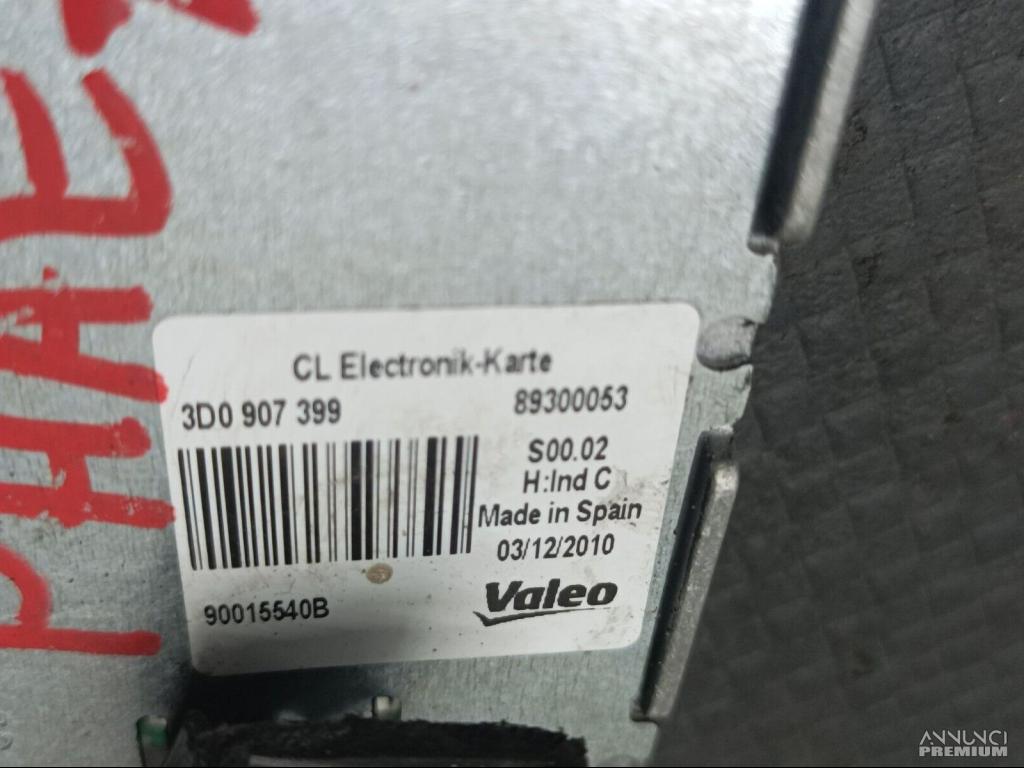 PHAE
CL Electronik-Karte
3D0 907 399
89300053
S00.02
H:Ind C
Made in Spain
03/12/2010
90015540B
Valeo
ANNUNCI
PREMIUM